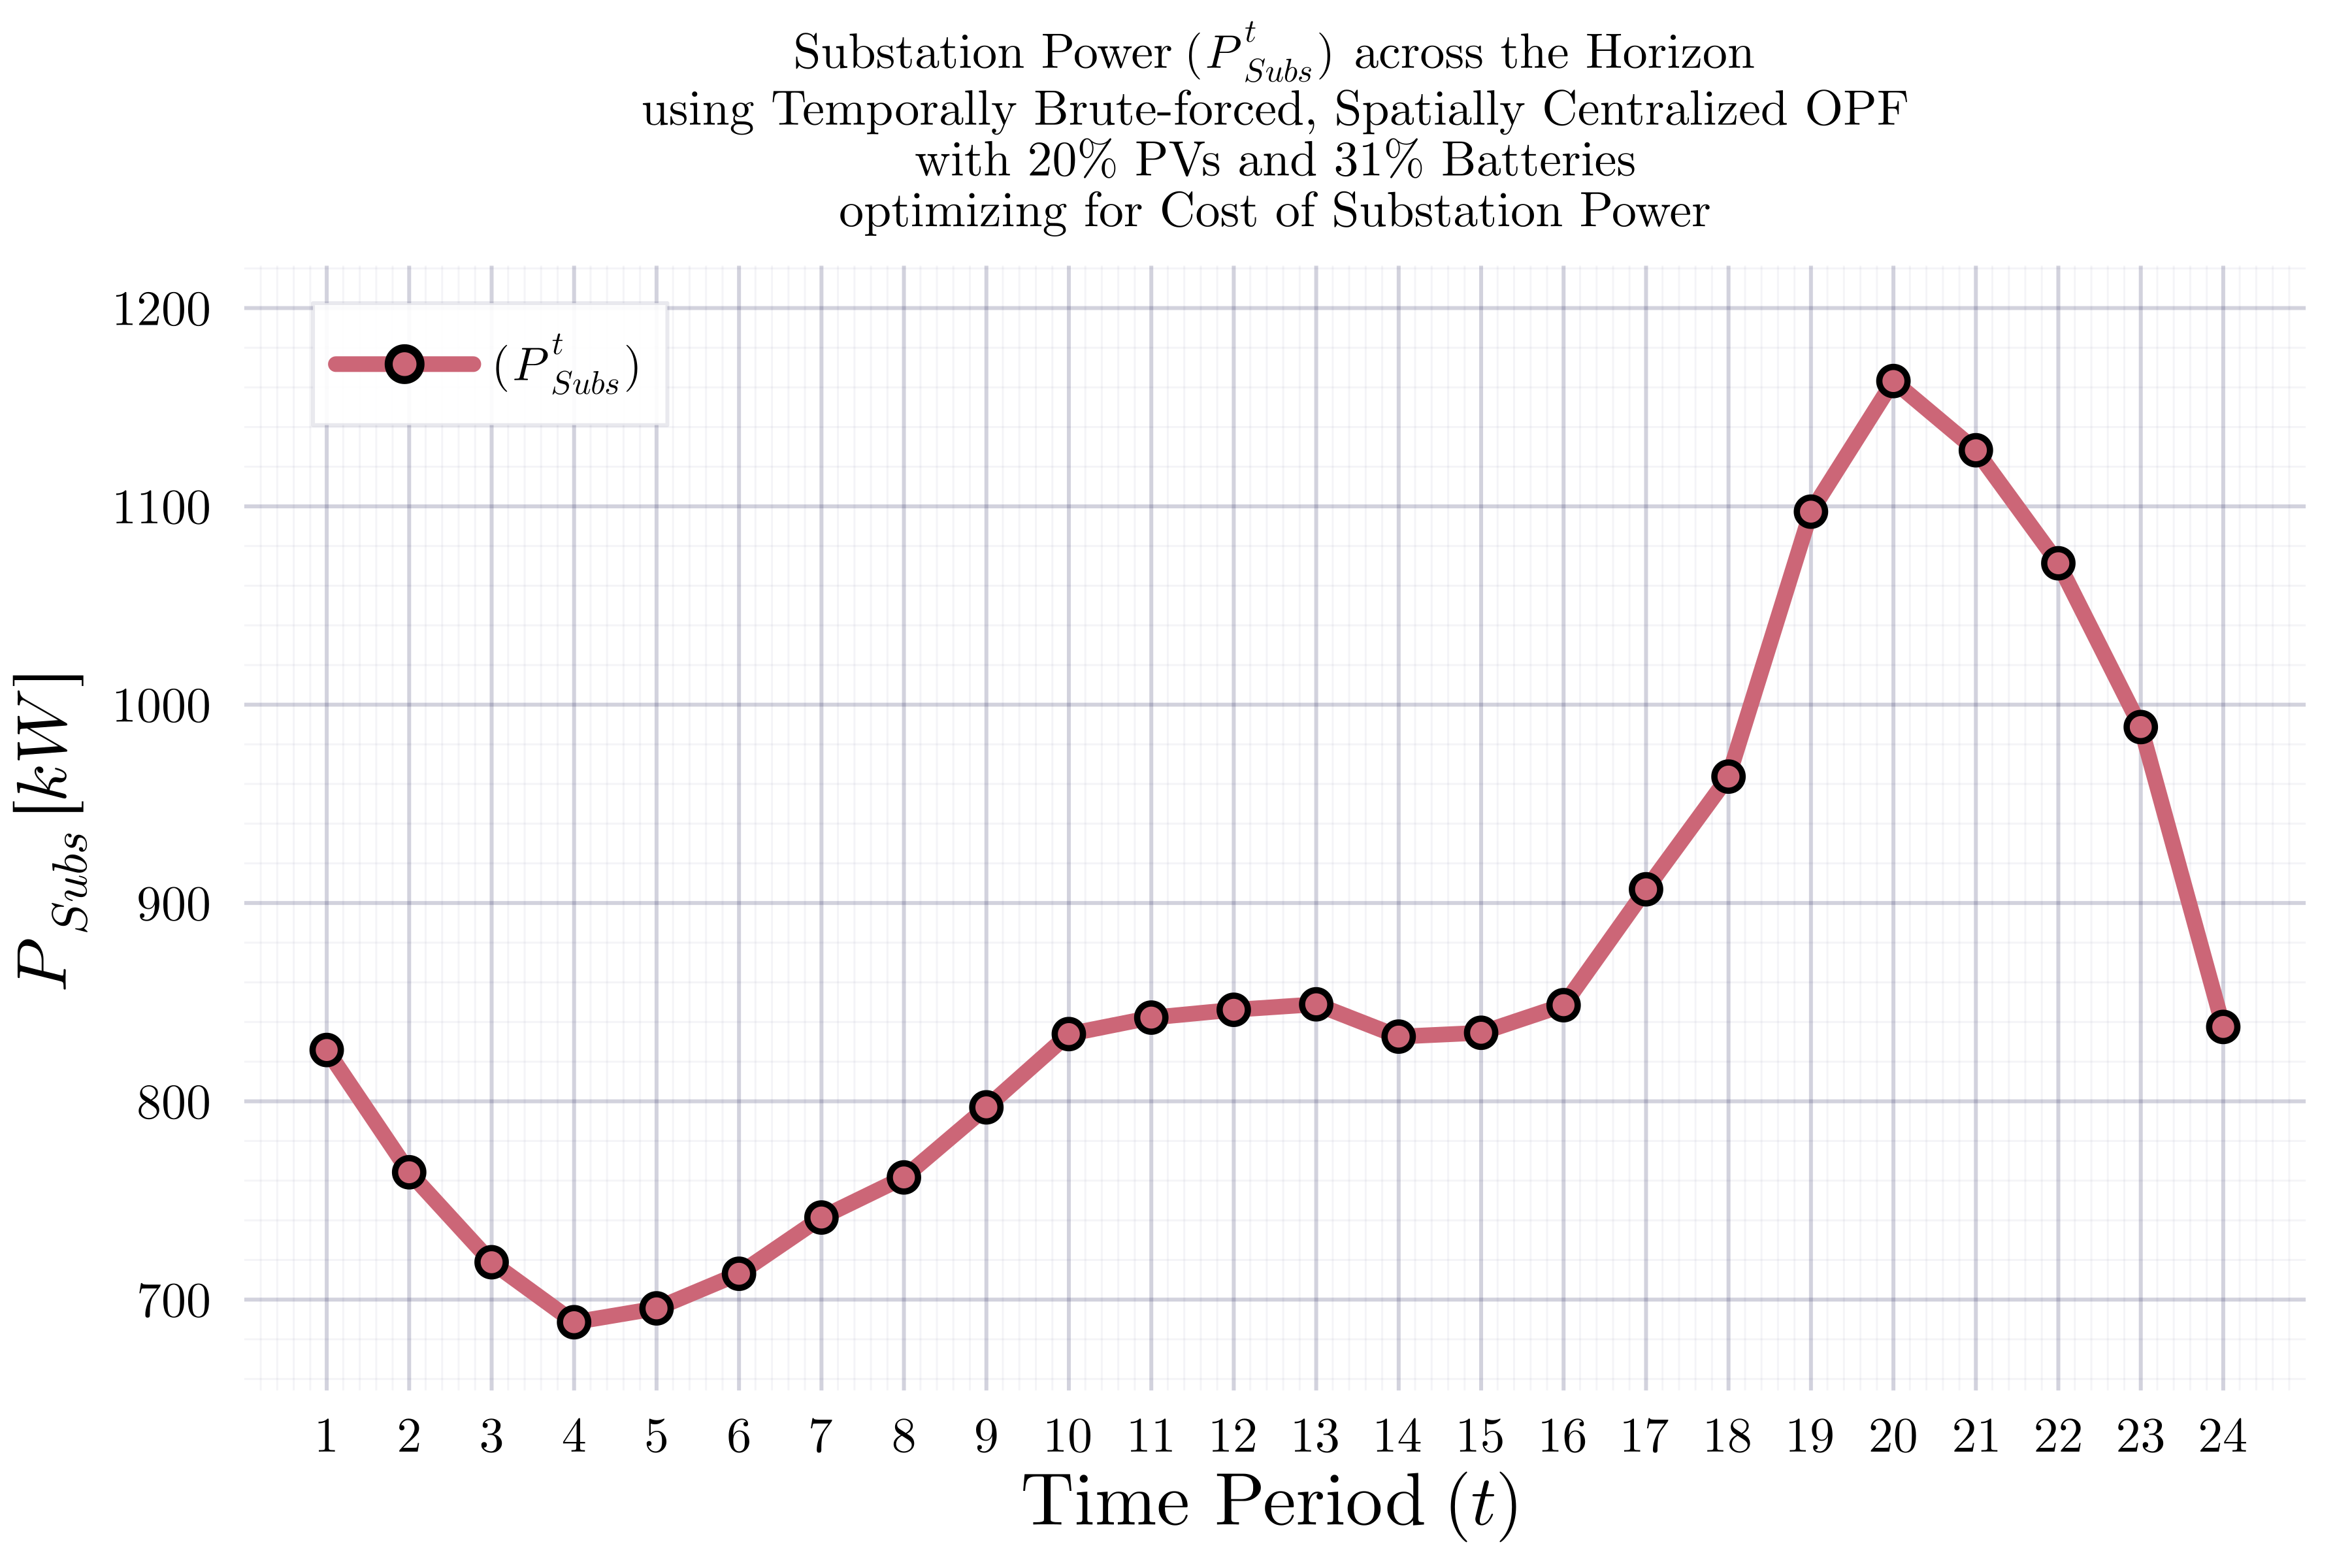 Substation Power (P^t_Subs) across the Horizon
using Temporally Brute-forced, Spatially Centralized OPF
with 20% PVs and 31% Batteries
optimizing for Cost of Substation Power
(P^t_Subs)
P_Subs [kW]
1200
1100
1000
900
800
700
1 2 3 4 5 6 7 8 9 10 11 12 13 14 15 16 17 18 19 20 21 22 23 24
Time Period (t)